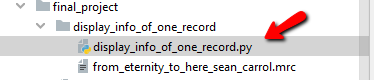 final_project
display_info_of_one_record
display_info_of_one_record.py
from_eternity_to_here_sean_carrol.mrc